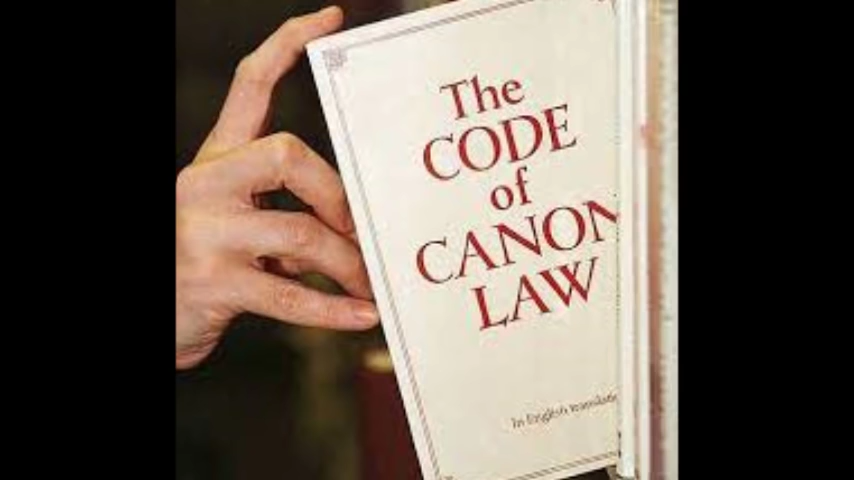 The
CODE
of
CANON
LAW
In English